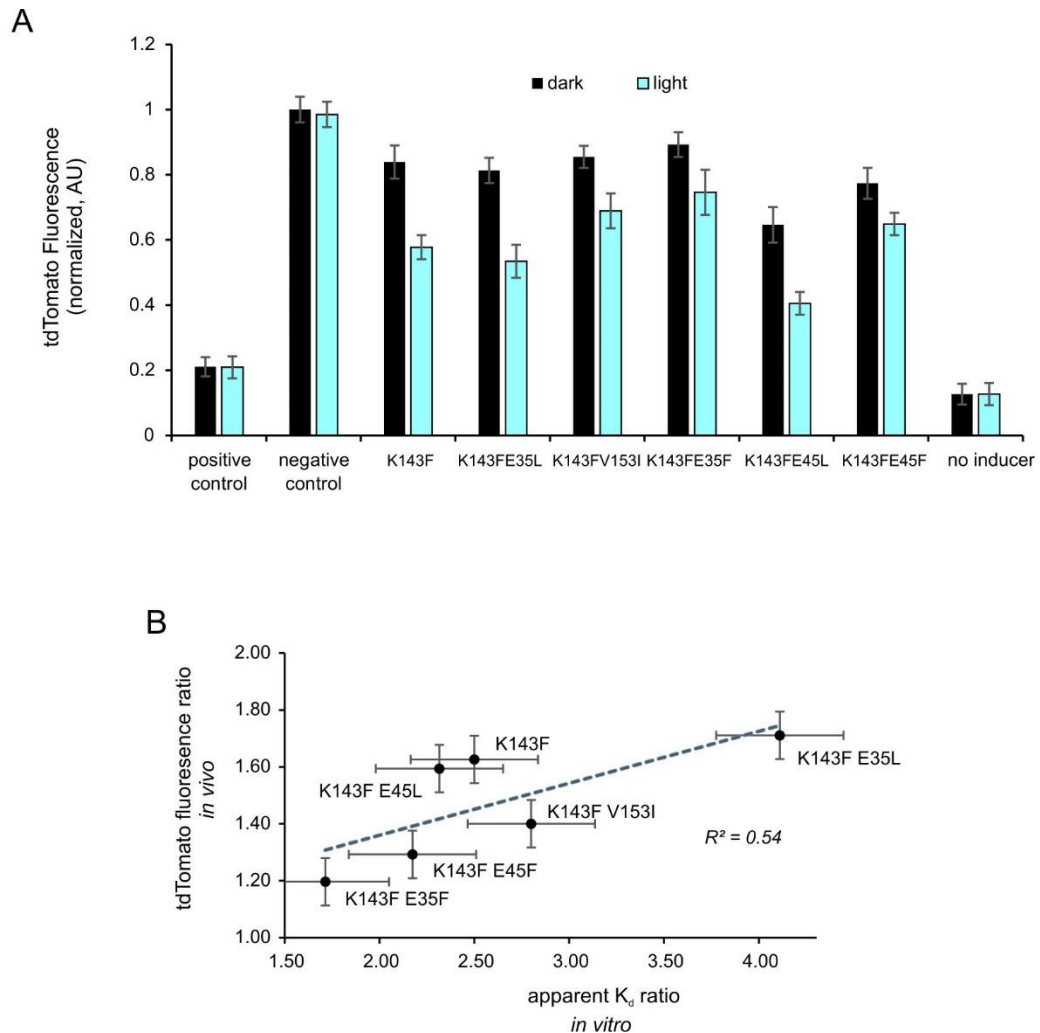 A
1.2
1
0.8
0.6
0.4
0.2
0
tdTomato Fluorescence
(normalized, AU)
dark
light
positive
control
negative
control
K143F
K143FE35L
K143FV153I
K143FE35F
K143FE45L
K143FE45F
no inducer
B
2.00
1.80
1.60
1.40
1.20
1.00
tdTomato fluoresence ratio
in vivo
K143F
K143F E45L
K143F E35L
K143F V153I
K143F E45F
K143F E35F
R² = 0.54
1.50
2.00
2.50
3.00
3.50
4.00
apparent Kd ratio
in vitro